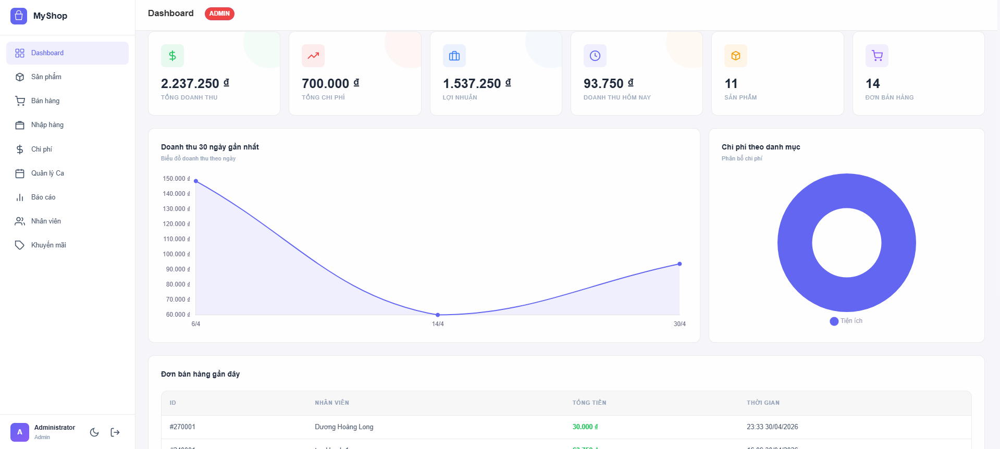 MyShop
Dashboard
Sản phẩm
Bán hàng
Nhập hàng
Chi phí
Quản lý Ca
Báo cáo
Nhân viên
Khuyến mãi
A
Administrator
Admin
Dashboard ADMIN
2.237.250 ₫
TỔNG DOANH THU
700.000 ₫
TỔNG CHI PHÍ
1.537.250 ₫
LỢI NHUẬN
93.750 ₫
DOANH THU HÔM NAY
11
SẢN PHẨM
14
ĐƠN BÁN HÀNG
Doanh thu 30 ngày gần nhất
Biểu đồ doanh thu theo ngày
150.000 ₫
140.000 ₫
130.000 ₫
120.000 ₫
110.000 ₫
100.000 ₫
90.000 ₫
80.000 ₫
70.000 ₫
60.000 ₫
6/4 14/4 30/4
Chi phí theo danh mục
Phân bổ chi phí
Tiện ích
Đơn bán hàng gần đây
ID NHÂN VIÊN TỔNG TIỀN THỜI GIAN
#270001 Dương Hoàng Long 30.000 ₫ 23:33 30/04/2026